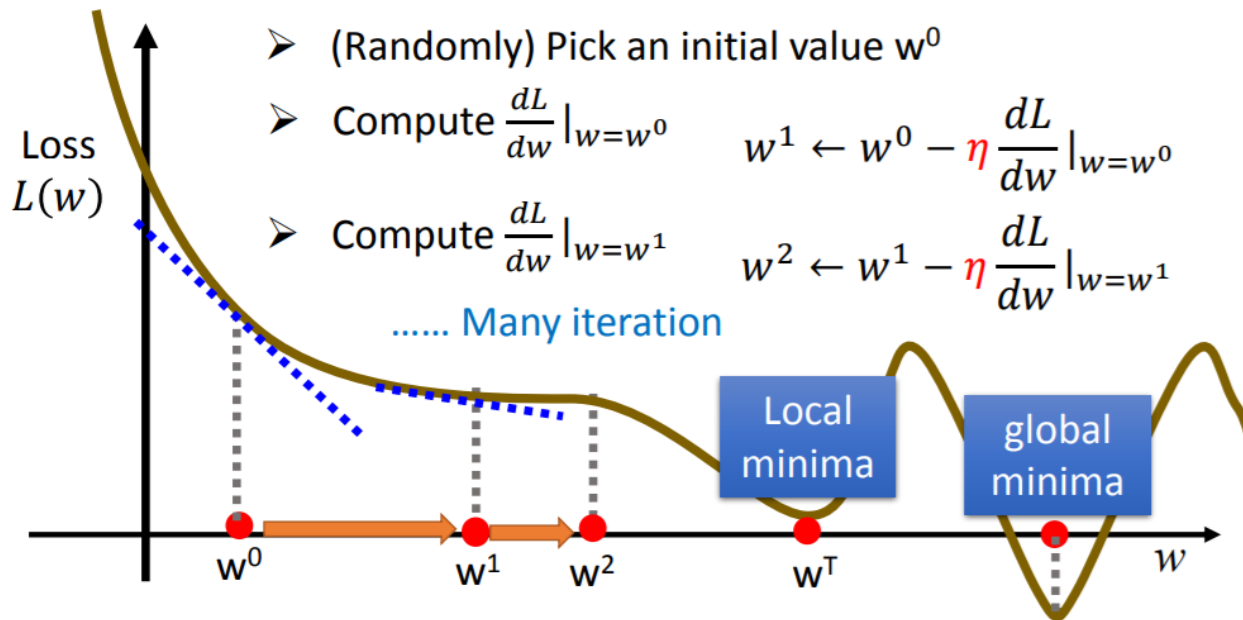 ➢ (Randomly) Pick an initial value w⁰
➢ Compute dL/dw |w=w⁰
w¹ ← w⁰ − η dL/dw |w=w⁰
Loss
L(w)
➢ Compute dL/dw |w=w¹
w² ← w¹ − η dL/dw |w=w¹
...... Many iteration
Local
minima
global
minima
w⁰
w¹
w²
wᵀ
w